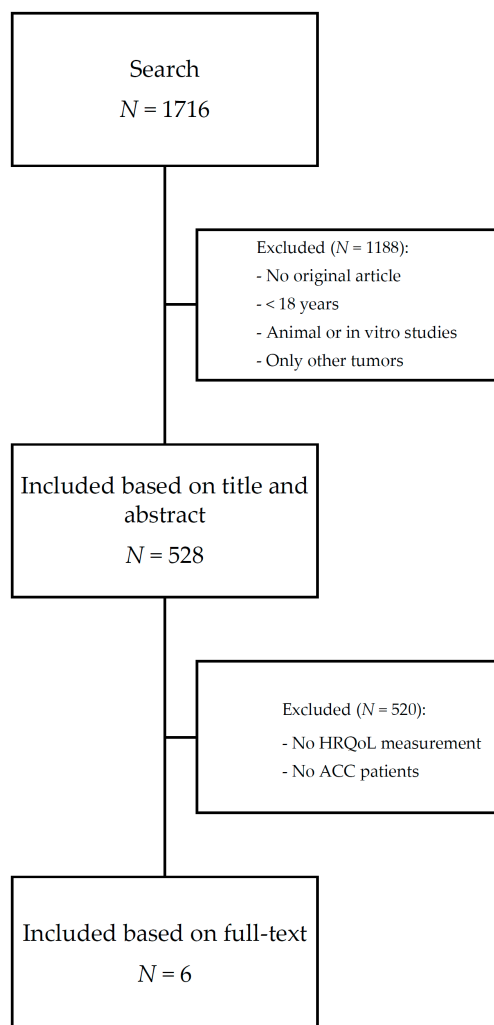 Search
N = 1716
Excluded (N = 1188):
- No original article
- < 18 years
- Animal or in vitro studies
- Only other tumors
Included based on title and
abstract
N = 528
Excluded (N = 520):
- No HRQoL measurement
- No ACC patients
Included based on full-text
N = 6